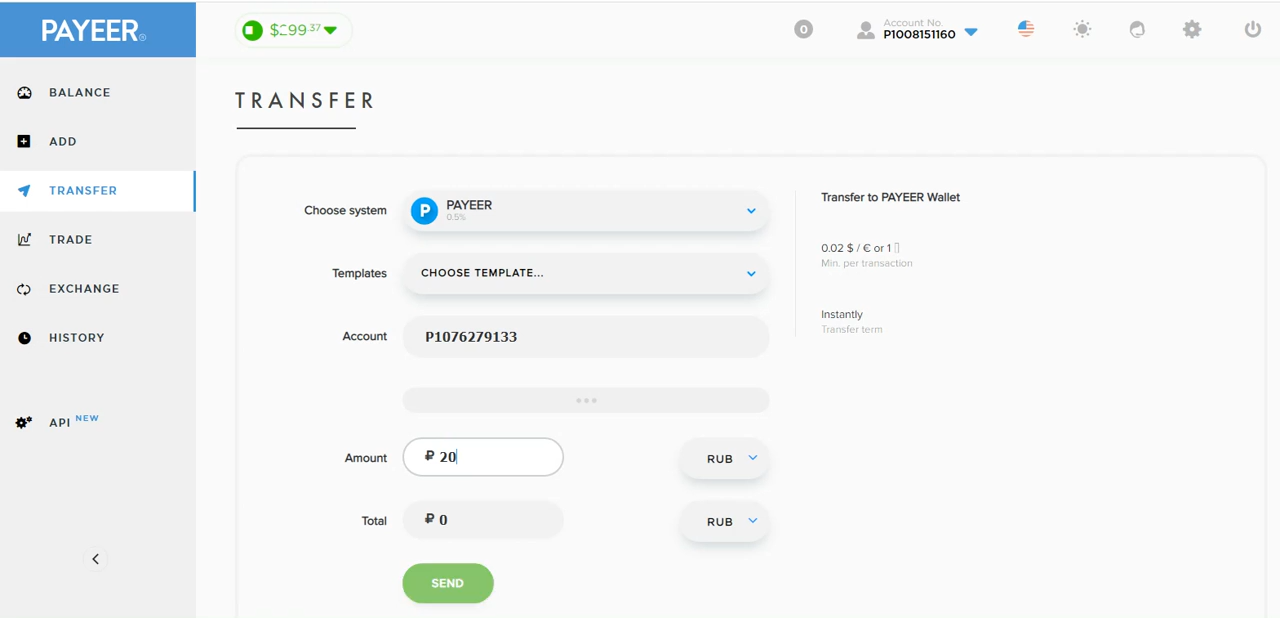 PAYEER®
0
Account No.
P1008151160
BALANCE
ADD
TRANSFER
TRADE
EXCHANGE
HISTORY
API NEW
TRANSFER
Choose system
PAYEER
0.5%
Templates
CHOOSE TEMPLATE...
Account
P1076279133
Amount
₽ 20
RUB
Total
₽ 0
RUB
SEND
Transfer to PAYEER Wallet
0.02 $ / € or 1
Min. per transaction
Instantly
Transfer term